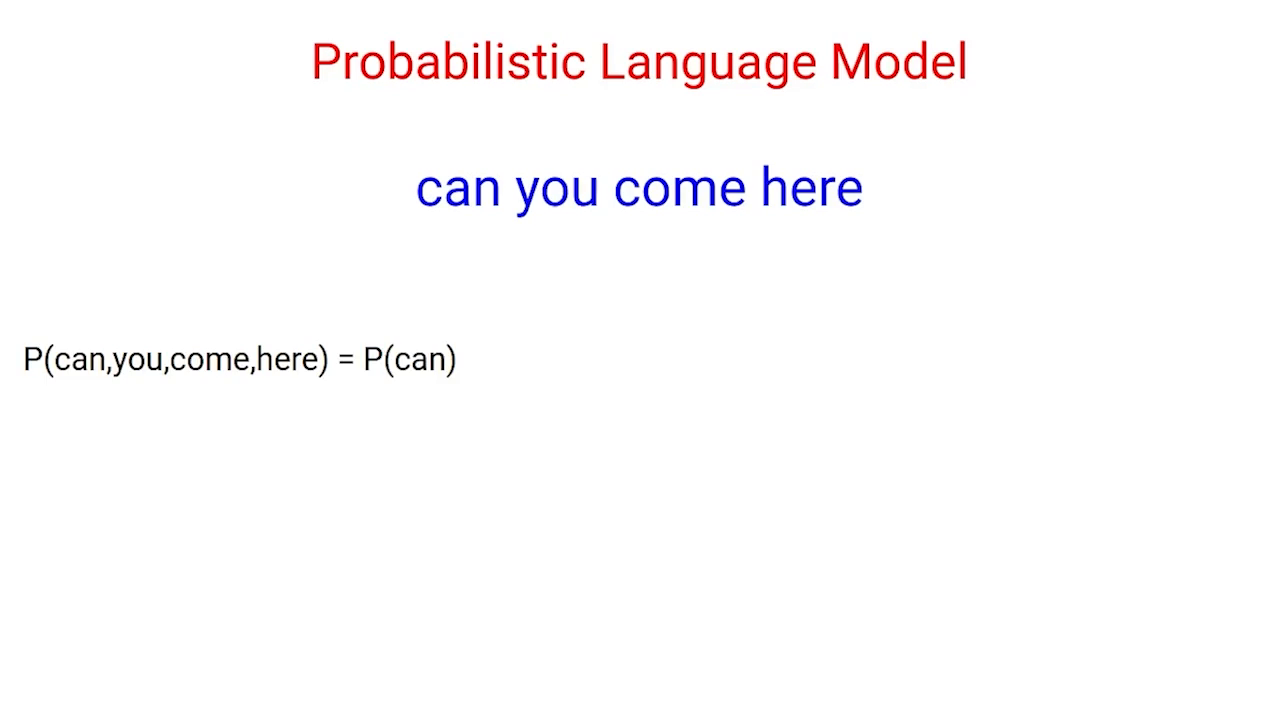 Probabilistic Language Model
can you come here
P(can,you,come,here) = P(can)